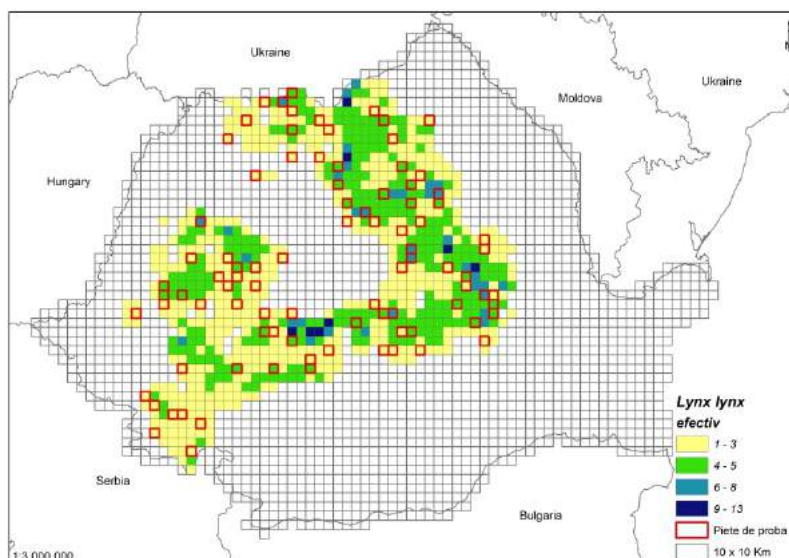 Ukraine
Ukraine
Moldova
Hungary
Lynx lynx
efectiv
1 - 3
4 - 5
6 - 8
9 - 13
Piete de proba
10 x 10 Km
Serbia
Bulgaria
1:3 000 000